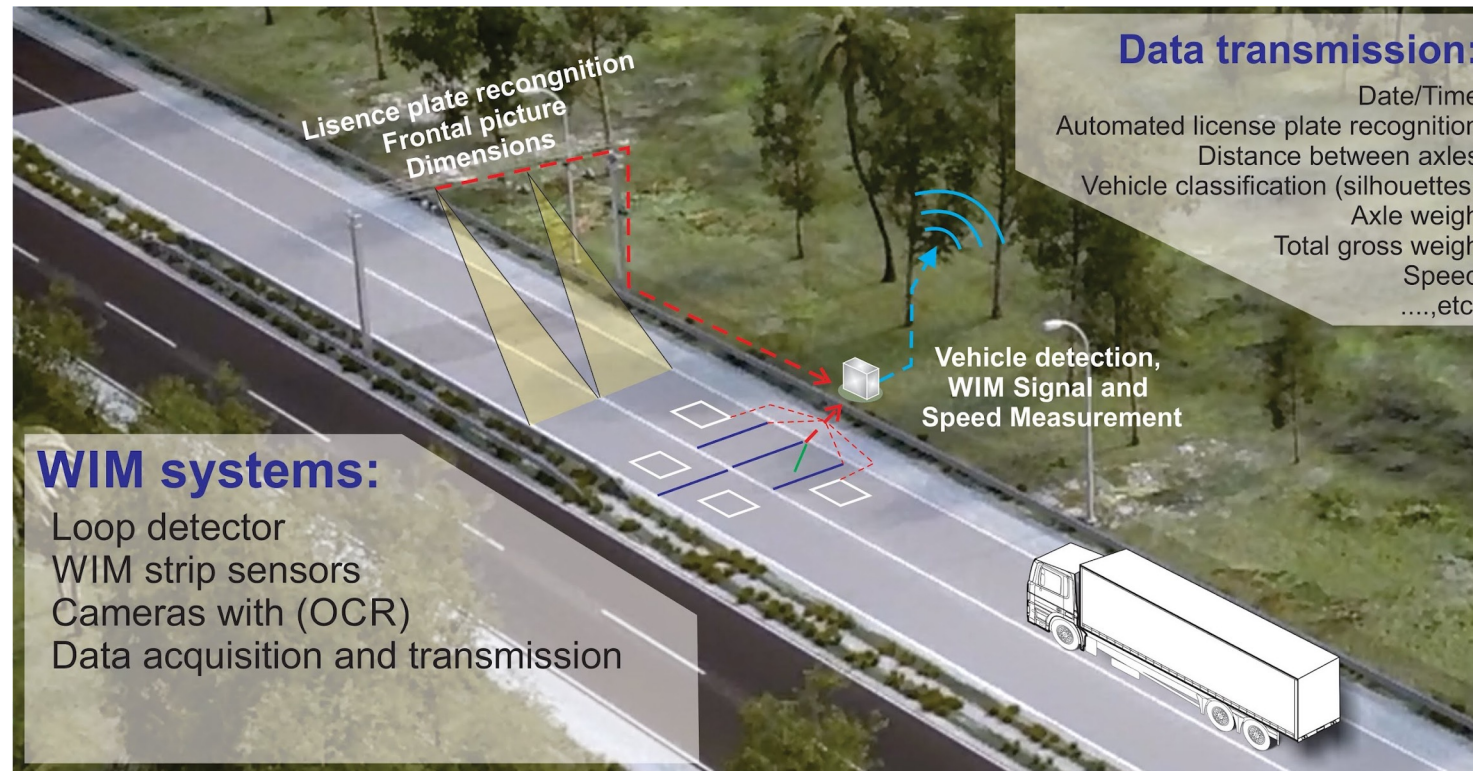 Lisence plate recongnition
Frontal picture
Dimensions
Data transmission:
Date/Time
Automated license plate recognition
Distance between axles
Vehicle classification (silhouettes
Axle weigh
Total gross weigh
Speed
....,etc
Vehicle detection,
WIM Signal and
Speed Measurement
WIM systems:
Loop detector
WIM strip sensors
Cameras with (OCR)
Data acquisition and transmission